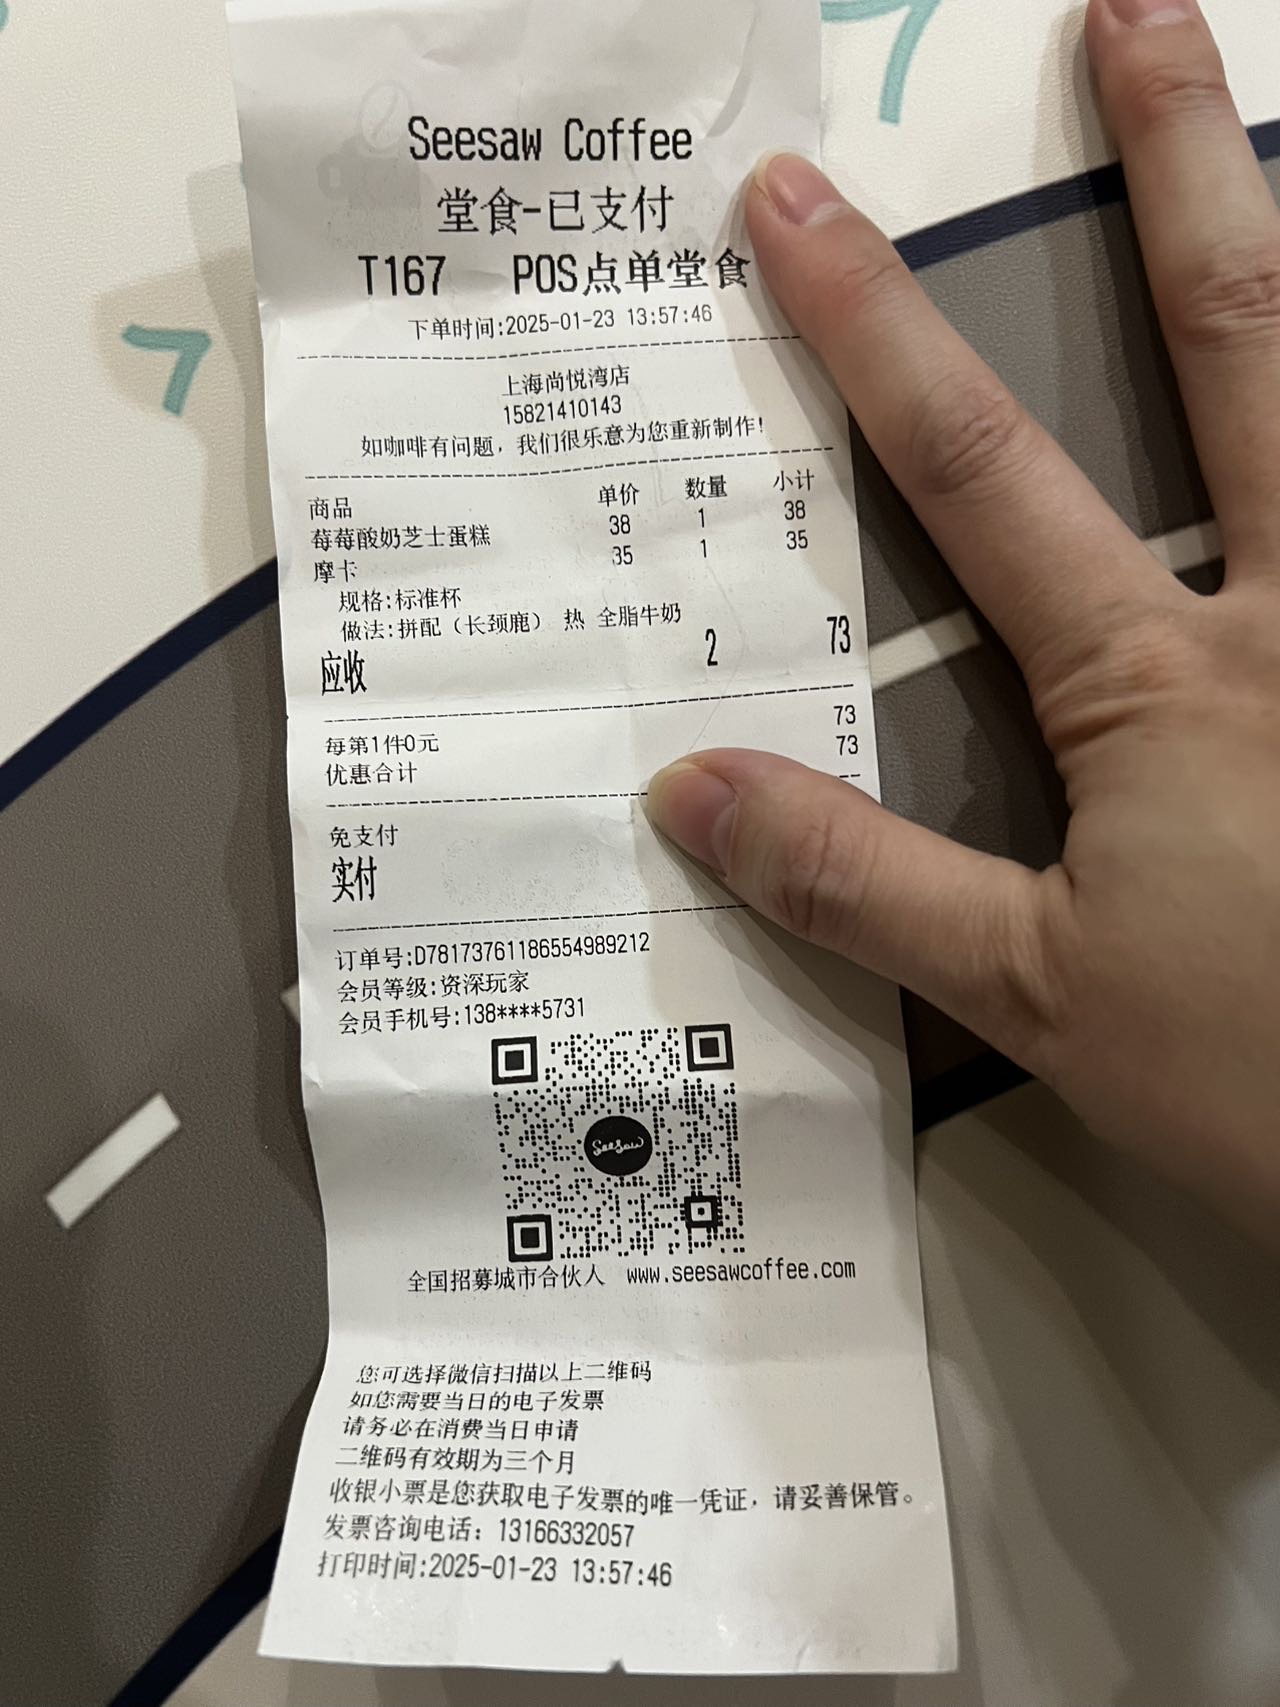 Seesaw Coffee
堂食-已支付
T167 POS点单堂食
下单时间:2025-01-23 13:57:46
上海尚悦湾店
15821410143
如咖啡有问题，我们很乐意为您重新制作!
商品 单价 数量 小计
莓莓酸奶芝士蛋糕 38 1 38
摩卡 35 1 35
规格:标准杯
做法:拼配（长颈鹿） 热 全脂牛奶
应收 2 73
每第1件0元 73
优惠合计 73
免支付
实付
订单号:D78173761186554989212
会员等级:资深玩家
会员手机号:138****5731
Seesaw
全国招募城市合伙人 www.seesawcoffee.com
您可选择微信扫描以上二维码
如您需要当日的电子发票
请务必在消费当日申请
二维码有效期为三个月
收银小票是您获取电子发票的唯一凭证，请妥善保管。
发票咨询电话：13166332057
打印时间:2025-01-23 13:57:46